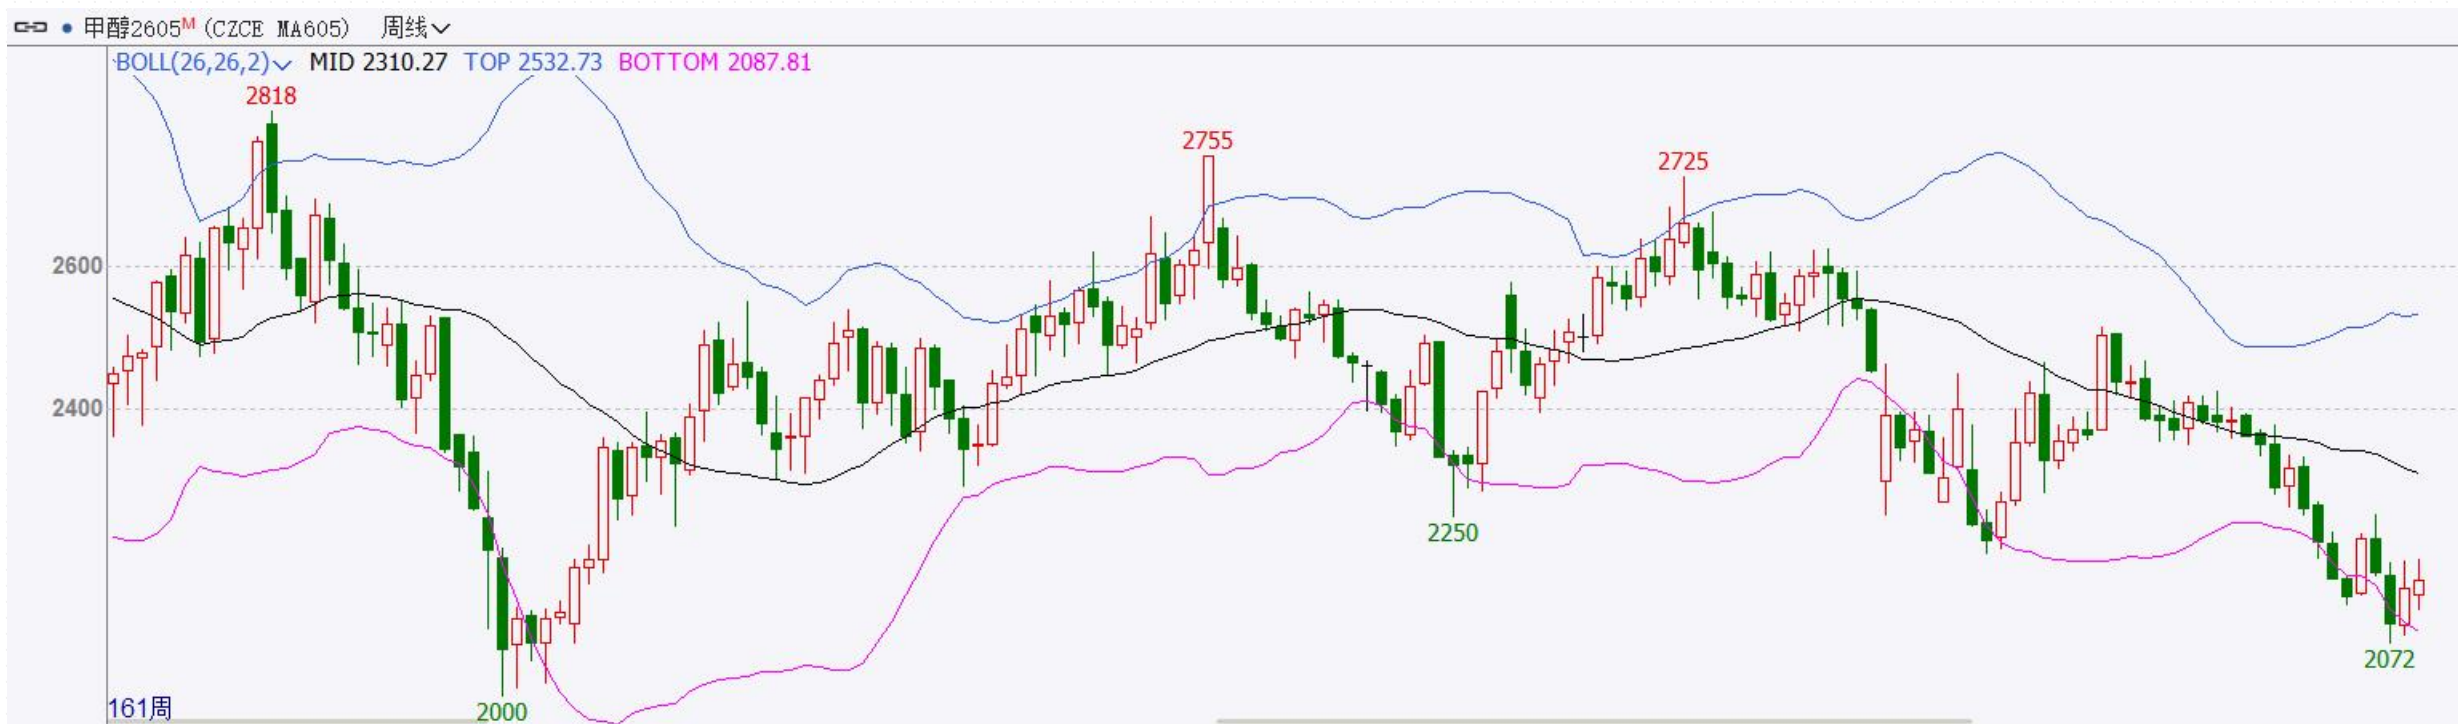 甲醇2605M (CZCE MA605) 周线
BOLL(26,26,2) MID 2310.27 TOP 2532.73 BOTTOM 2087.81
2818
2755
2725
2600
2400
2250
2072
161周
2000